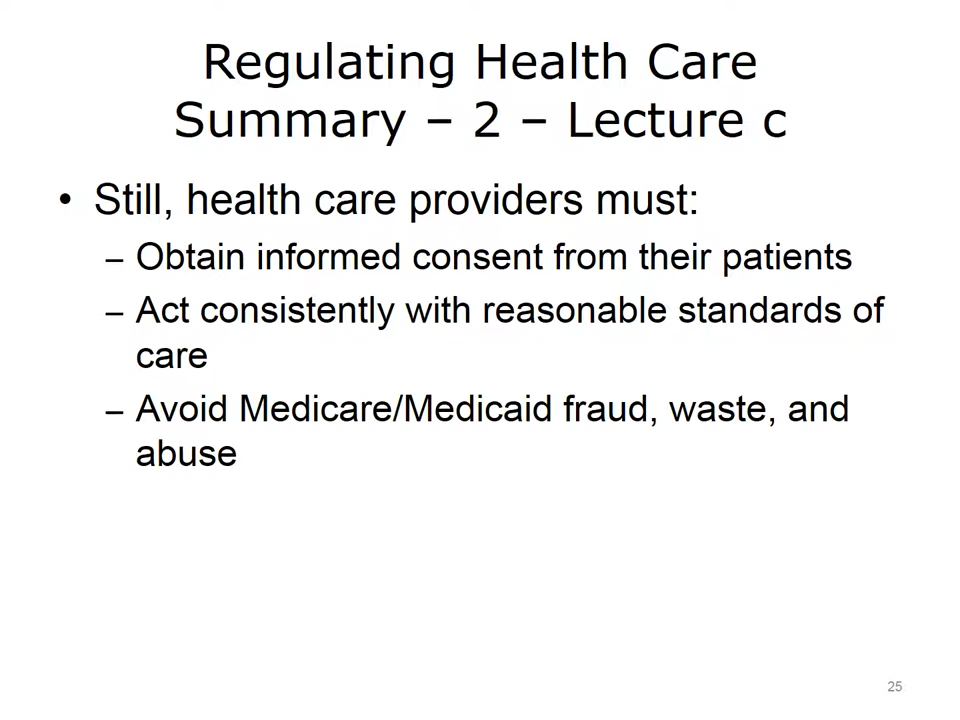 Regulating Health Care
Summary – 2 – Lecture c
• Still, health care providers must:
– Obtain informed consent from their patients
– Act consistently with reasonable standards of
care
– Avoid Medicare/Medicaid fraud, waste, and
abuse
25